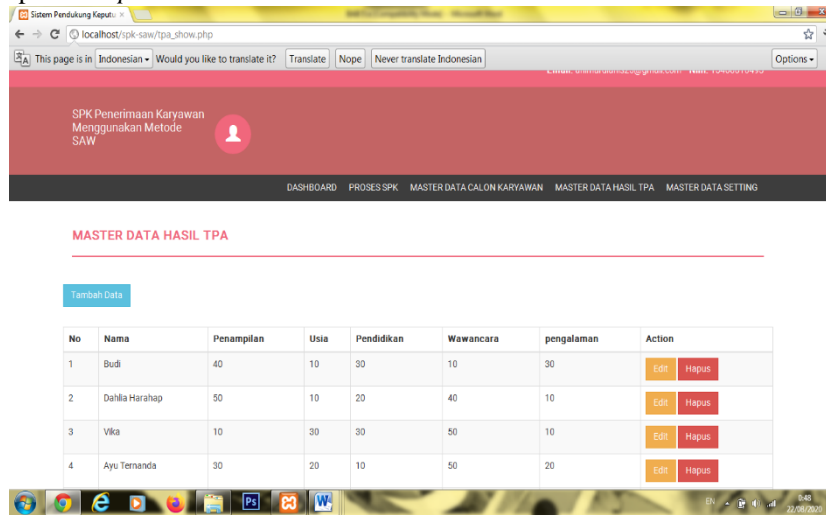 Sistem Pendukung Keputu ×
localhost/spk-saw/tpa_show.php
This page is in Indonesian Would you like to translate it? Translate Nope Never translate Indonesian Options
SPK Penerimaan Karyawan
Menggunakan Metode
SAW
DASHBOARD PROSES SPK MASTER DATA CALON KARYAWAN MASTER DATA HASIL TPA MASTER DATA SETTING
MASTER DATA HASIL TPA
Tambah Data
No Nama Penampilan Usia Pendidikan Wawancara pengalaman Action
1 Budi 40 10 30 10 30 Edit Hapus
2 Dahlia Harahap 50 10 20 40 10 Edit Hapus
3 Vika 10 30 30 50 10 Edit Hapus
4 Ayu Ternanda 30 20 10 50 20 Edit Hapus
Ps W EN 0:48
22/08/2020